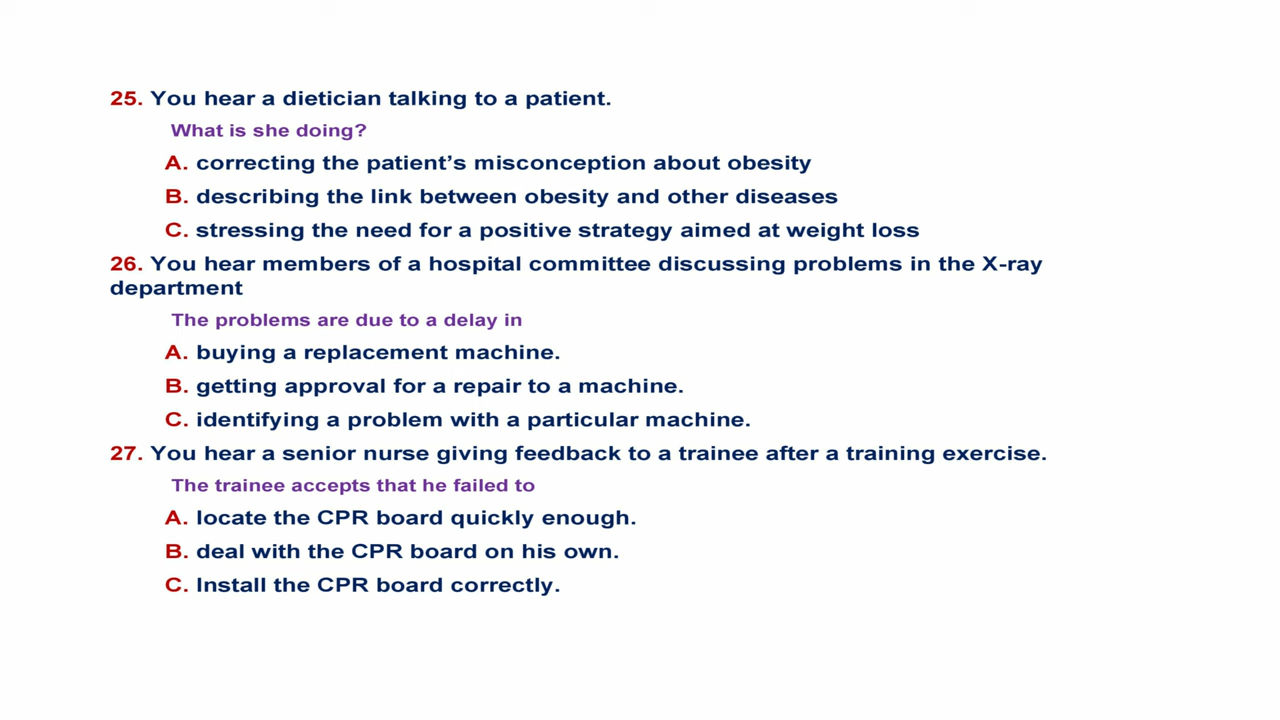 25. You hear a dietician talking to a patient.
What is she doing?
A. correcting the patient’s misconception about obesity
B. describing the link between obesity and other diseases
C. stressing the need for a positive strategy aimed at weight loss
26. You hear members of a hospital committee discussing problems in the X-ray
department
The problems are due to a delay in
A. buying a replacement machine.
B. getting approval for a repair to a machine.
C. identifying a problem with a particular machine.
27. You hear a senior nurse giving feedback to a trainee after a training exercise.
The trainee accepts that he failed to
A. locate the CPR board quickly enough.
B. deal with the CPR board on his own.
C. Install the CPR board correctly.